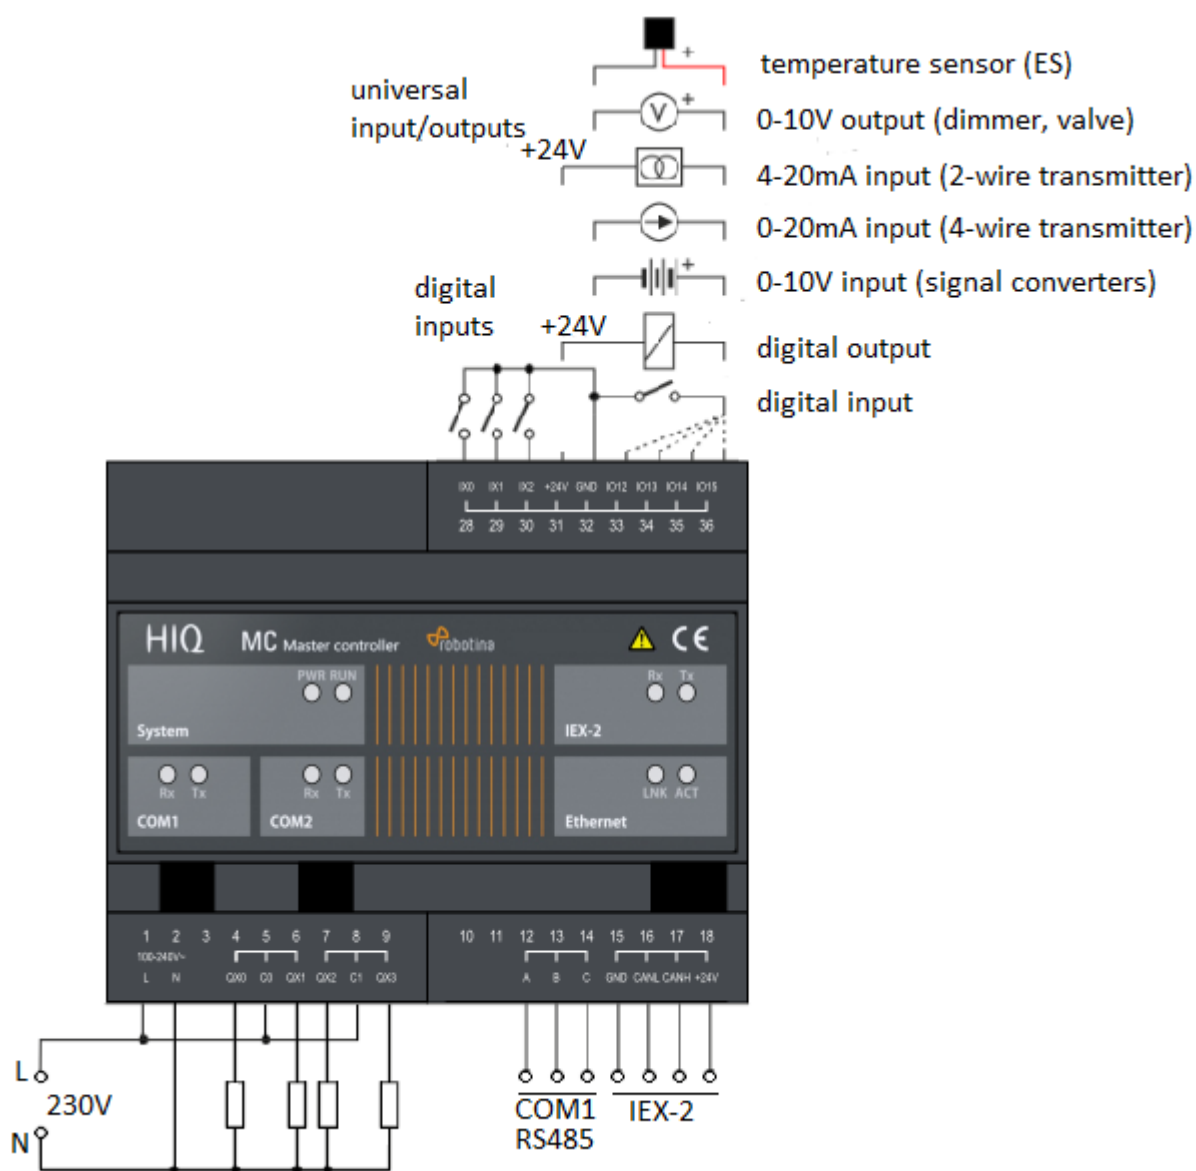 +
temperature sensor (ES)
universal
input/outputs
V
+
0-10V output (dimmer, valve)
+24V
4-20mA input (2-wire transmitter)
0-20mA input (4-wire transmitter)
+
0-10V input (signal converters)
digital
inputs
+24V
digital output
digital input
IX0 IX1 IX2 +24V GND IO12 IO13 IO14 IO15
28 29 30 31 32 33 34 35 36
HIQ MC Master controller robotina CE
PWR RUN
Rx Tx
System
IEX-2
Rx Tx
Rx Tx
LNK ACT
COM1
COM2
Ethernet
1 2 3 4 5 6 7 8 9
10 11 12 13 14 15 16 17 18
100-240V~
L N QX0 C0 QX1 QX2 C1 QX3
A B C GND CANL CANH +24V
L
230V
N
COM1
RS485
IEX-2